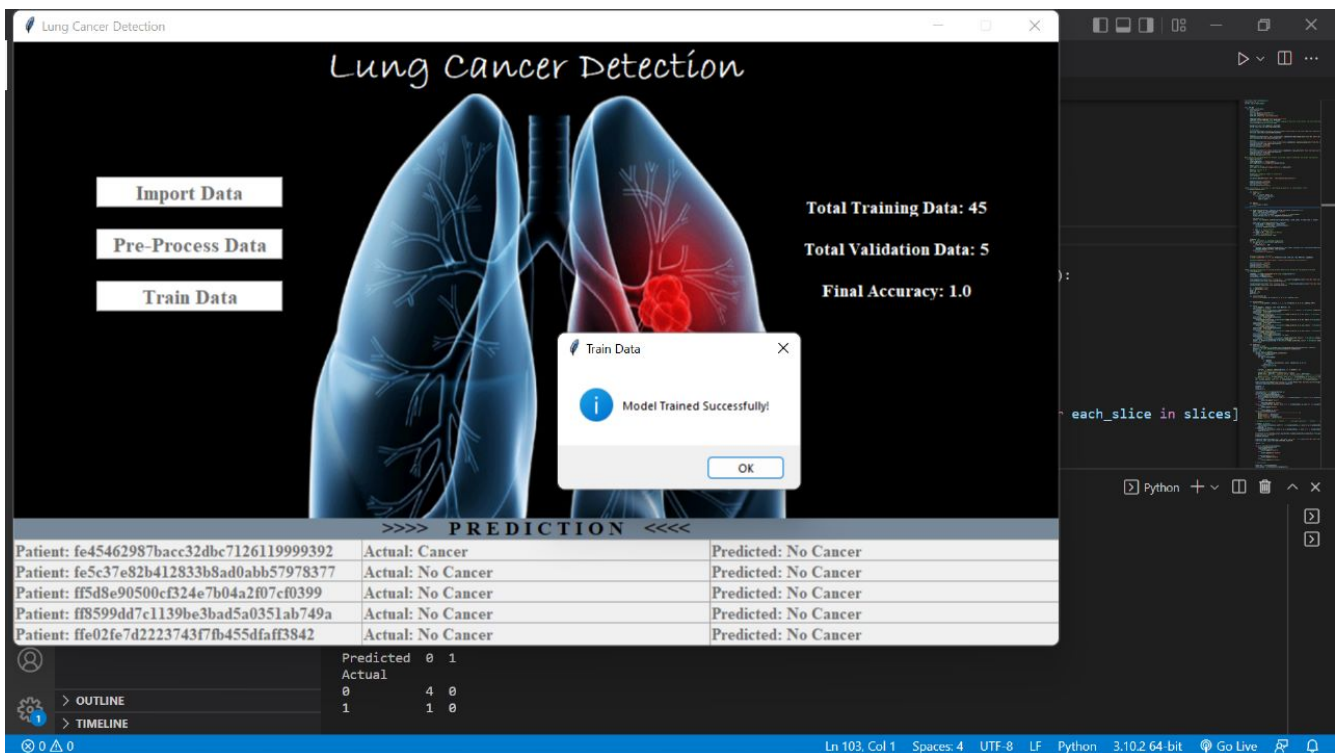 Lung Cancer Detection
Lung Cancer Detection
Import Data
Pre-Process Data
Train Data
Total Training Data: 45
Total Validation Data: 5
Final Accuracy: 1.0
Train Data
Model Trained Successfully!
OK
):
each_slice in slices]
Python
>>>> PREDICTION <<<<
Patient: fe45462987bacc32dbc7126119999392 Actual: Cancer Predicted: No Cancer
Patient: fe5c37e82b412833b8ad0abb57978377 Actual: No Cancer Predicted: No Cancer
Patient: ff5d8e90500cf324e7b04a2f07cf0399 Actual: No Cancer Predicted: No Cancer
Patient: ff8599dd7c1139be3bad5a0351ab749a Actual: No Cancer Predicted: No Cancer
Patient: ffe02fe7d2223743f7fb455dfaff3842 Actual: No Cancer Predicted: No Cancer
Predicted 0 1
Actual
0 4 0
1 1 0
OUTLINE
TIMELINE
1
0 0 Ln 103, Col 1 Spaces: 4 UTF-8 LF Python 3.10.2 64-bit Go Live